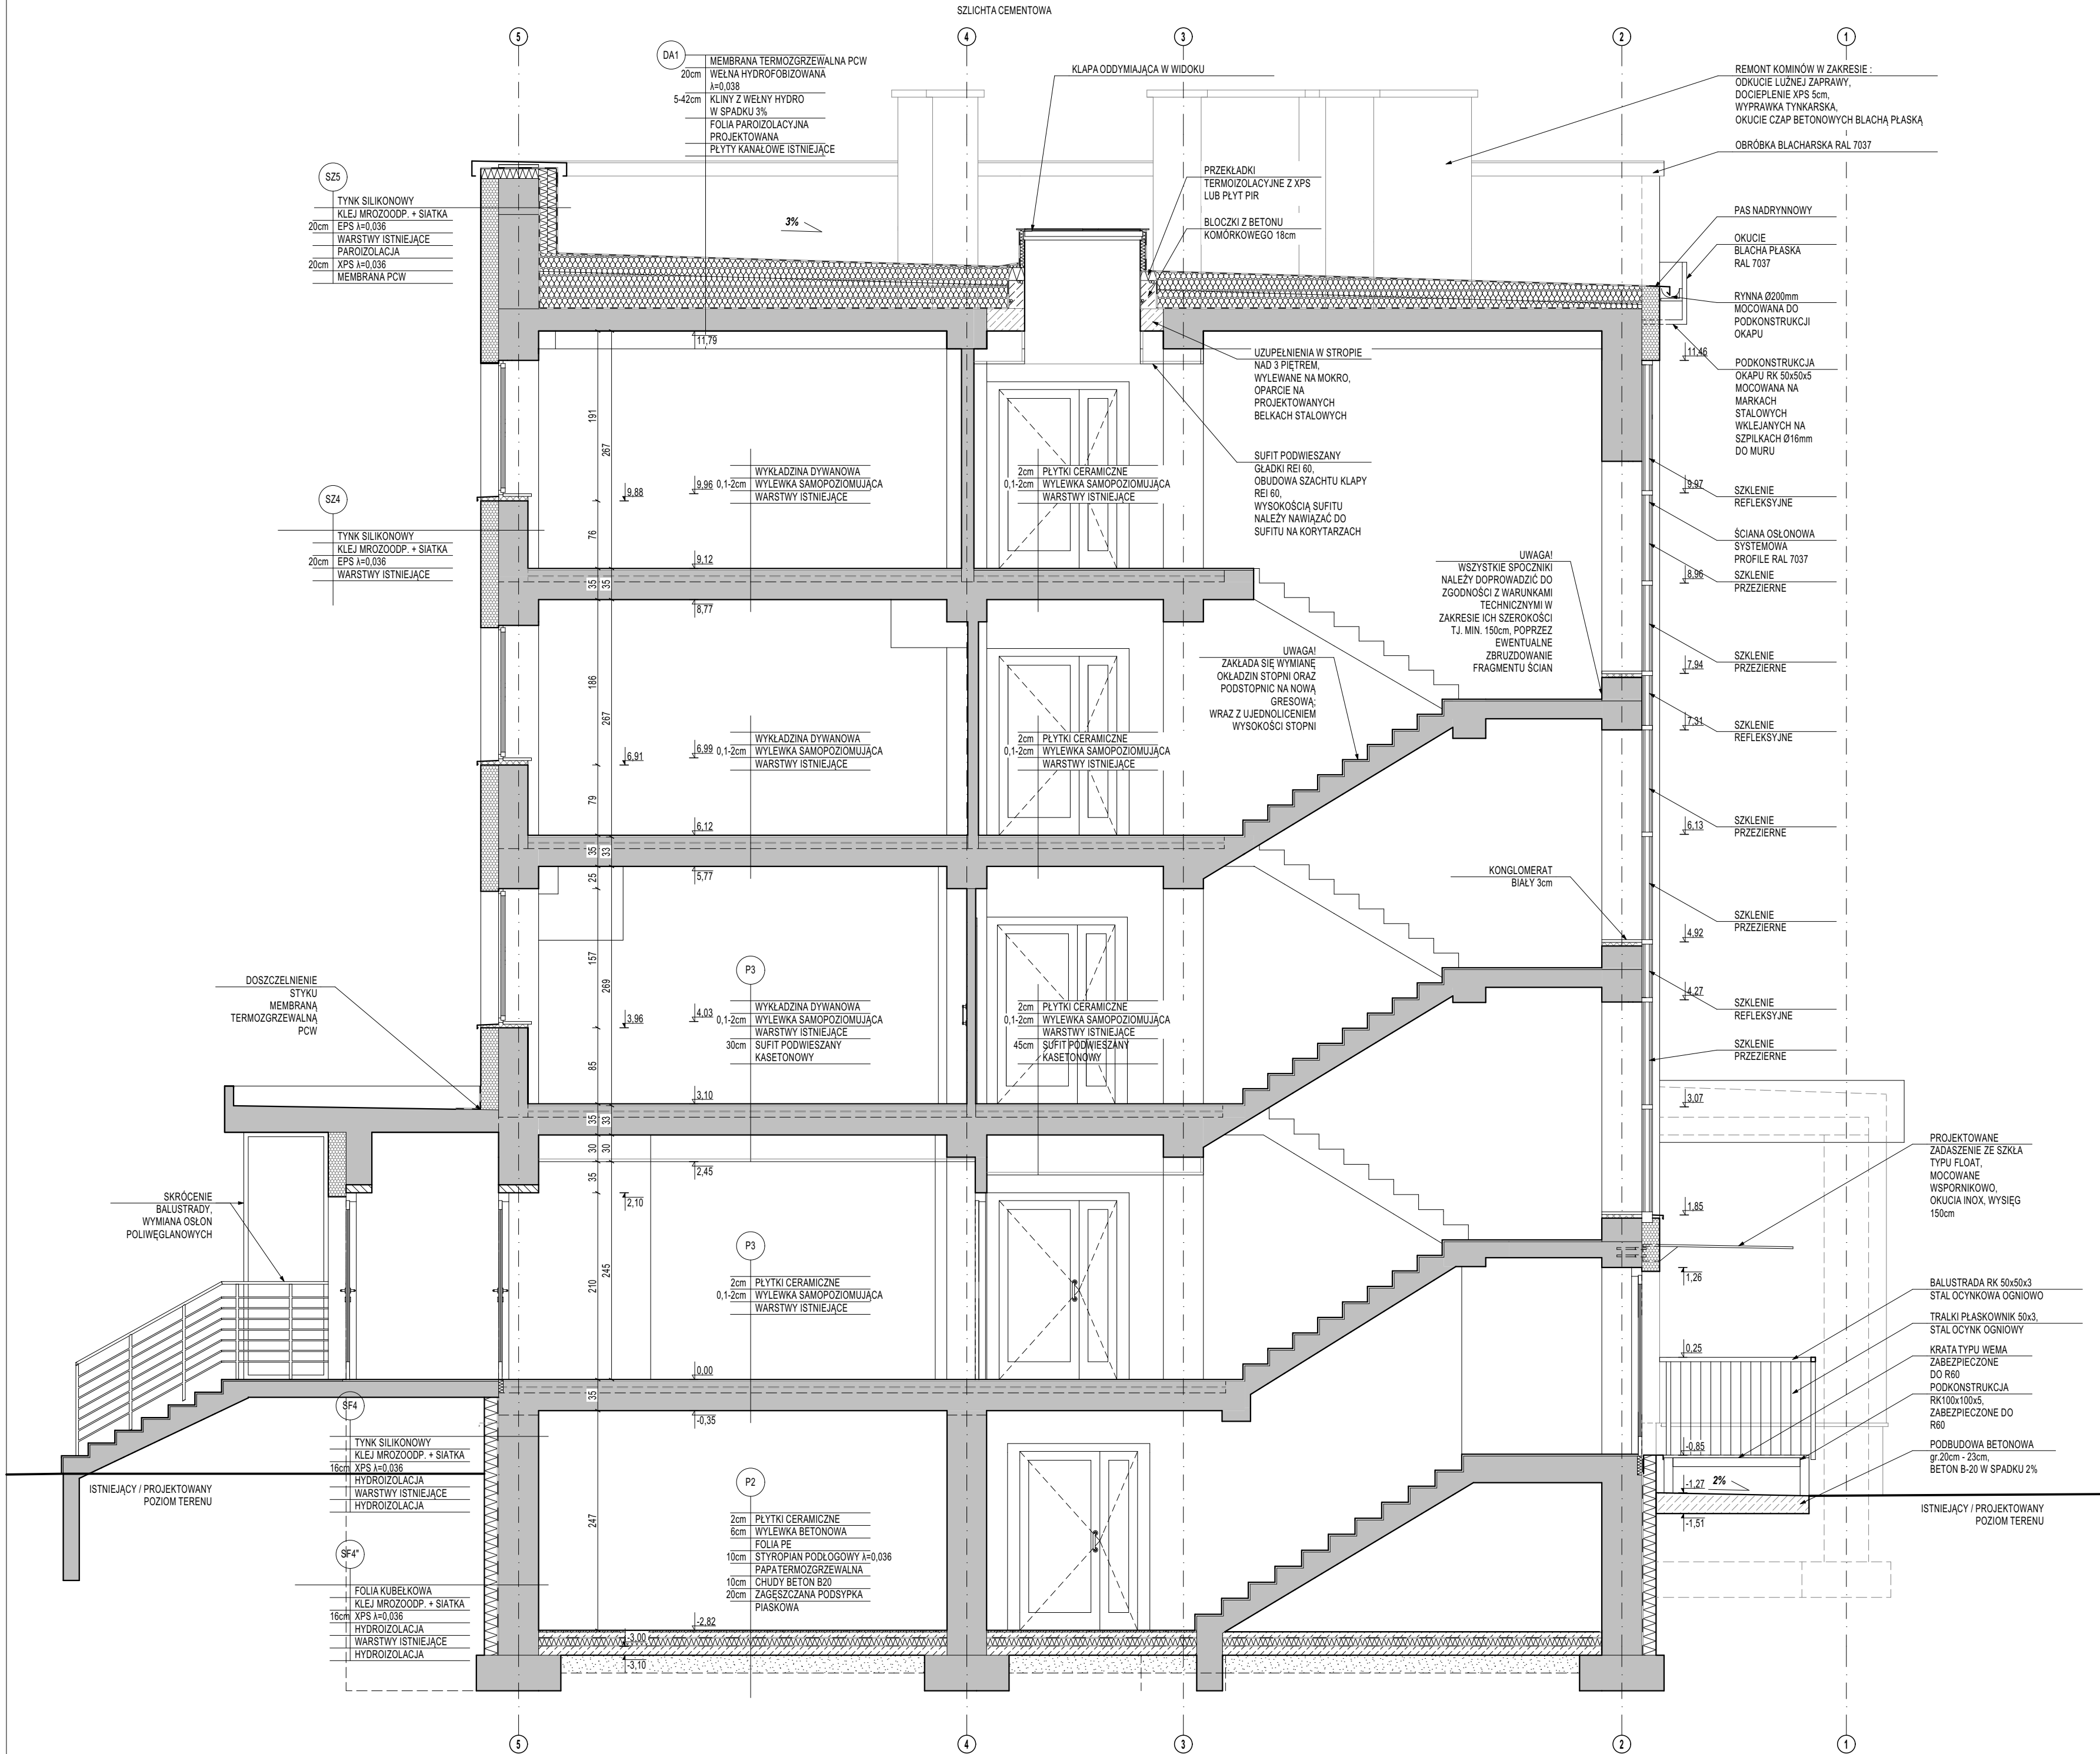 SZLICHTA CEMENTOWA
5
4
3
2
1
DA1
MEMBRANA TERMOZGRZEWALNA PCW
20cm WEŁNA HYDROFOBIZOWANA
λ=0,038
5-42cm KLINY Z WEŁNY HYDRO
W SPADKU 3%
FOLIA PAROIZOLACYJNA
PROJEKTOWANA
PŁYTY KANAŁOWE ISTNIEJĄCE
KLAPA ODDYMIAJĄCA W WIDOKU
REMONT KOMINÓW W ZAKRESIE :
ODKUCIE LUŹNEJ ZAPRAWY,
DOCIEPLENIE XPS 5cm,
WYPRAWKA TYNKARSKA,
OKUCIE CZAP BETONOWYCH BLACHĄ PŁASKĄ
OBRÓBKA BLACHARSKA RAL 7037
SZ5
TYNK SILIKONOWY
KLEJ MROZOODP. + SIATKA
20cm EPS λ=0,036
WARSTWY ISTNIEJĄCE
PAROIZOLACJA
20cm XPS λ=0,036
MEMBRANA PCW
3%
PRZEKŁADKI
TERMOIZOLACYJNE Z XPS
LUB PŁYT PIR
BLOCZKI Z BETONU
KOMÓRKOWEGO 18cm
PAS NADRYNNOWY
OKUCIE
BLACHA PŁASKA
RAL 7037
RYNNA Ø200mm
MOCOWANA DO
PODKONSTRUKCJI
OKAPU
11,46
PODKONSTRUKCJA
OKAPU RK 50x50x5
MOCOWANA NA
MARKACH
STALOWYCH
WKLEJANYCH NA
SZPILKACH Ø16mm
DO MURU
11,79
UZUPEŁNIENIA W STROPIE
NAD 3 PIĘTREM,
WYLEWANE NA MOKRO,
OPARCIE NA
PROJEKTOWANYCH
BELKACH STALOWYCH
SUFIT PODWIESZANY
GŁADKI REI 60,
OBUDOWA SZACHTU KLAPY
REI 60,
WYSOKOŚCIĄ SUFITU
NALEŻY NAWIĄZAĆ DO
SUFITU NA KORYTARZACH
191
267
76
9,88
9,96
WYKŁADZINA DYWANOWA
0,1-2cm WYLEWKA SAMOPOZIOMUJĄCA
WARSTWY ISTNIEJĄCE
2cm PŁYTKI CERAMICZNE
0,1-2cm WYLEWKA SAMOPOZIOMUJĄCA
WARSTWY ISTNIEJĄCE
9,97
SZKLENIE
REFLEKSYJNE
ŚCIANA OSŁONOWA
SYSTEMOWA
PROFILE RAL 7037
8,96
SZKLENIE
PRZEZIERNE
SZ4
TYNK SILIKONOWY
KLEJ MROZOODP. + SIATKA
20cm EPS λ=0,036
WARSTWY ISTNIEJĄCE
9,12
35
35
8,77
UWAGA!
WSZYSTKIE SPOCZNIKI
NALEŻY DOPROWADZIĆ DO
ZGODNOŚCI Z WARUNKAMI
TECHNICZNYMI W
ZAKRESIE ICH SZEROKOŚCI
TJ. MIN. 150cm, POPRZEZ
EWENTUALNE
ZBRUZDOWANIE
FRAGMENTU ŚCIAN
UWAGA!
ZAKŁADA SIĘ WYMIANĘ
OKŁADZIN STOPNI ORAZ
PODSTOPNIC NA NOWĄ
GRESOWĄ;
WRAZ Z UJEDNOLICENIEM
WYSOKOŚCI STOPNI
7,94
SZKLENIE
PRZEZIERNE
7,31
SZKLENIE
REFLEKSYJNE
186
267
79
6,91
6,99
WYKŁADZINA DYWANOWA
0,1-2cm WYLEWKA SAMOPOZIOMUJĄCA
WARSTWY ISTNIEJĄCE
2cm PŁYTKI CERAMICZNE
0,1-2cm WYLEWKA SAMOPOZIOMUJĄCA
WARSTWY ISTNIEJĄCE
6,12
35
33
25
5,77
6,13
SZKLENIE
PRZEZIERNE
KONGLOMERAT
BIAŁY 3cm
4,92
SZKLENIE
PRZEZIERNE
4,27
SZKLENIE
REFLEKSYJNE
SZKLENIE
PRZEZIERNE
3,07
157
269
85
3,96
4,03
P3
WYKŁADZINA DYWANOWA
0,1-2cm WYLEWKA SAMOPOZIOMUJĄCA
WARSTWY ISTNIEJĄCE
30cm SUFIT PODWIESZANY
KASETONOWY
2cm PŁYTKI CERAMICZNE
0,1-2cm WYLEWKA SAMOPOZIOMUJĄCA
WARSTWY ISTNIEJĄCE
45cm SUFIT PODWIESZANY
KASETONOWY
DOSZCZELNIENIE
STYKU
MEMBRANĄ
TERMOZGRZEWALNĄ
PCW
3,10
35
33
30
30
35
2,45
2,10
210
245
SKRÓCENIE
BALUSTRADY,
WYMIANA OSŁON
POLIWĘGLANOWYCH
P3
2cm PŁYTKI CERAMICZNE
0,1-2cm WYLEWKA SAMOPOZIOMUJĄCA
WARSTWY ISTNIEJĄCE
PROJEKTOWANE
ZADASZENIE ZE SZKŁA
TYPU FLOAT,
MOCOWANE
WSPORNIKOWO,
OKUCIA INOX, WYSIĘG
150cm
1,85
1,26
BALUSTRADA RK 50x50x3
STAL OCYNKOWA OGNIOWO
TRALKI PŁASKOWNIK 50x3,
STAL OCYNK OGNIOWY
0,25
KRATA TYPU WEMA
ZABEZPIECZONE
DO R60
PODKONSTRUKCJA
RK100x100x5,
ZABEZPIECZONE DO
R60
-0,85
PODBUDOWA BETONOWA
gr.20cm - 23cm,
BETON B-20 W SPADKU 2%
-1,27
2%
-1,51
ISTNIEJĄCY / PROJEKTOWANY
POZIOM TERENU
0,00
35
-0,35
SF4
TYNK SILIKONOWY
KLEJ MROZOODP. + SIATKA
16cm XPS λ=0,036
HYDROIZOLACJA
WARSTWY ISTNIEJĄCE
HYDROIZOLACJA
ISTNIEJĄCY / PROJEKTOWANY
POZIOM TERENU
SF4"
FOLIA KUBEŁKOWA
KLEJ MROZOODP. + SIATKA
16cm XPS λ=0,036
HYDROIZOLACJA
WARSTWY ISTNIEJĄCE
HYDROIZOLACJA
247
P2
2cm PŁYTKI CERAMICZNE
6cm WYLEWKA BETONOWA
FOLIA PE
10cm STYROPIAN PODŁOGOWY λ=0,036
PAPA TERMOZGRZEWALNA
10cm CHUDY BETON B20
20cm ZAGĘSZCZANA PODSYPKA
PIASKOWA
-2,82
-3,00
-3,10
5
4
3
2
1